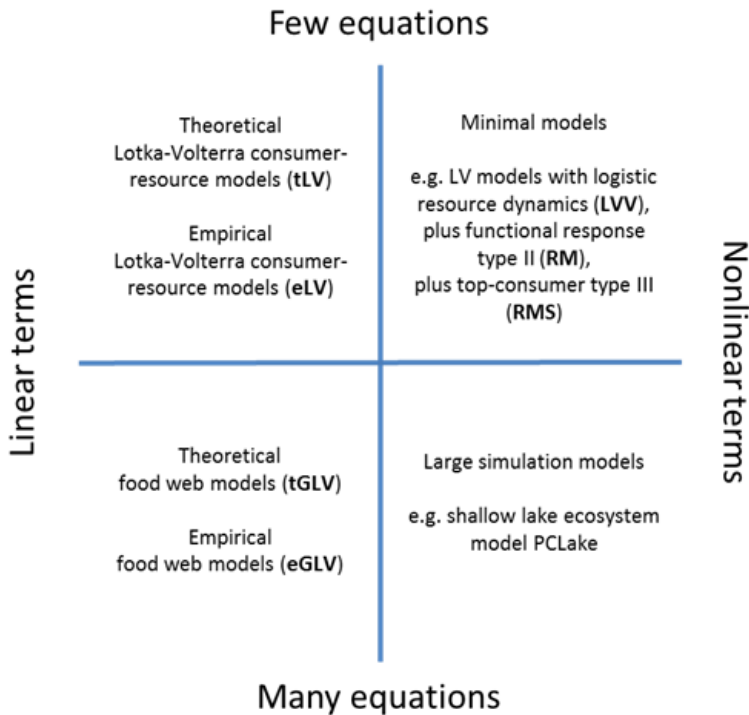 Few equations
Theoretical
Lotka-Volterra consumer-
resource models (tLV)
Empirical
Lotka-Volterra consumer-
resource models (eLV)
Minimal models
e.g. LV models with logistic
resource dynamics (LVV),
plus functional response
type II (RM),
plus top-consumer type III
(RMS)
Linear terms
Nonlinear terms
Theoretical
food web models (tGLV)
Empirical
food web models (eGLV)
Large simulation models
e.g. shallow lake ecosystem
model PCLake
Many equations